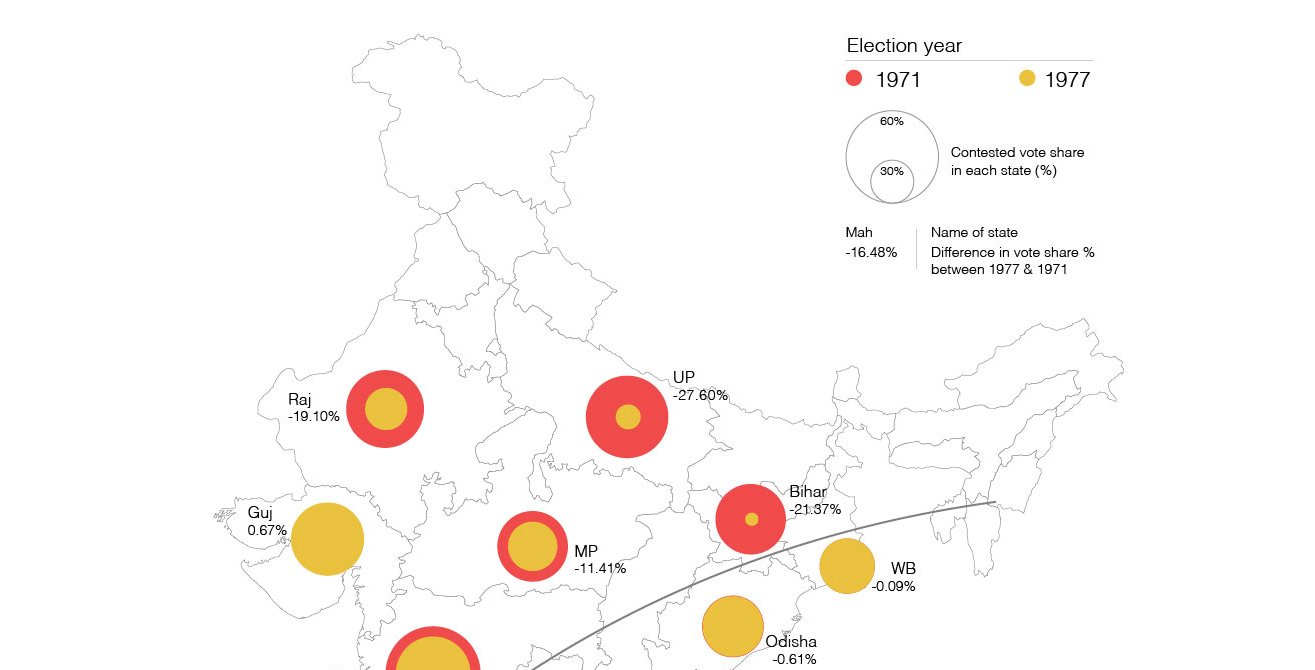 Election year
1971
1977
60%
30%
Contested vote share
in each state (%)
Mah
-16.48%
Name of state
Difference in vote share %
between 1977 & 1971
UP
-27.60%
Raj
-19.10%
Bihar
-21.37%
Guj
0.67%
MP
-11.41%
WB
-0.09%
Odisha
-0.61%